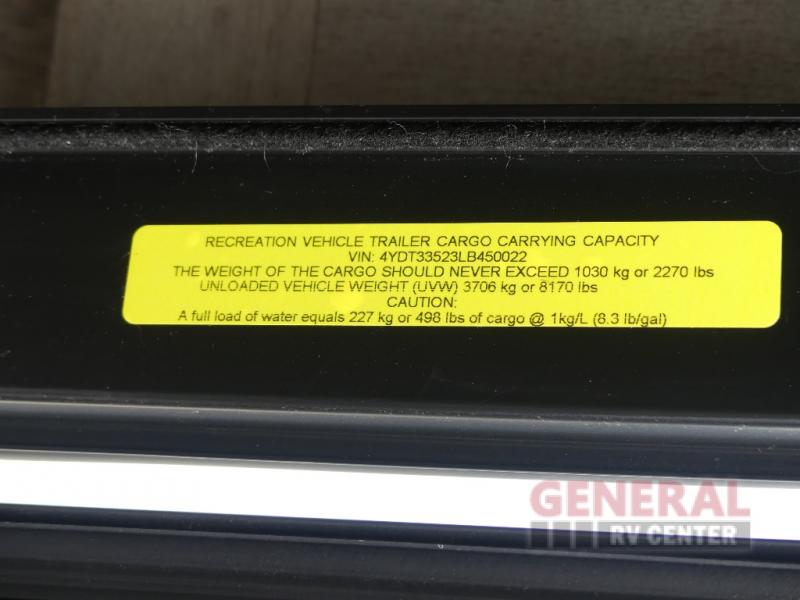 RECREATION VEHICLE TRAILER CARGO CARRYING CAPACITY
VIN: 4YDT33523LB450022
THE WEIGHT OF THE CARGO SHOULD NEVER EXCEED 1030 kg or 2270 lbs
UNLOADED VEHICLE WEIGHT (UVW) 3706 kg or 8170 lbs
CAUTION:
A full load of water equals 227 kg or 498 lbs of cargo @ 1kg/L (8.3 lb/gal)
GENERAL
RV CENTER